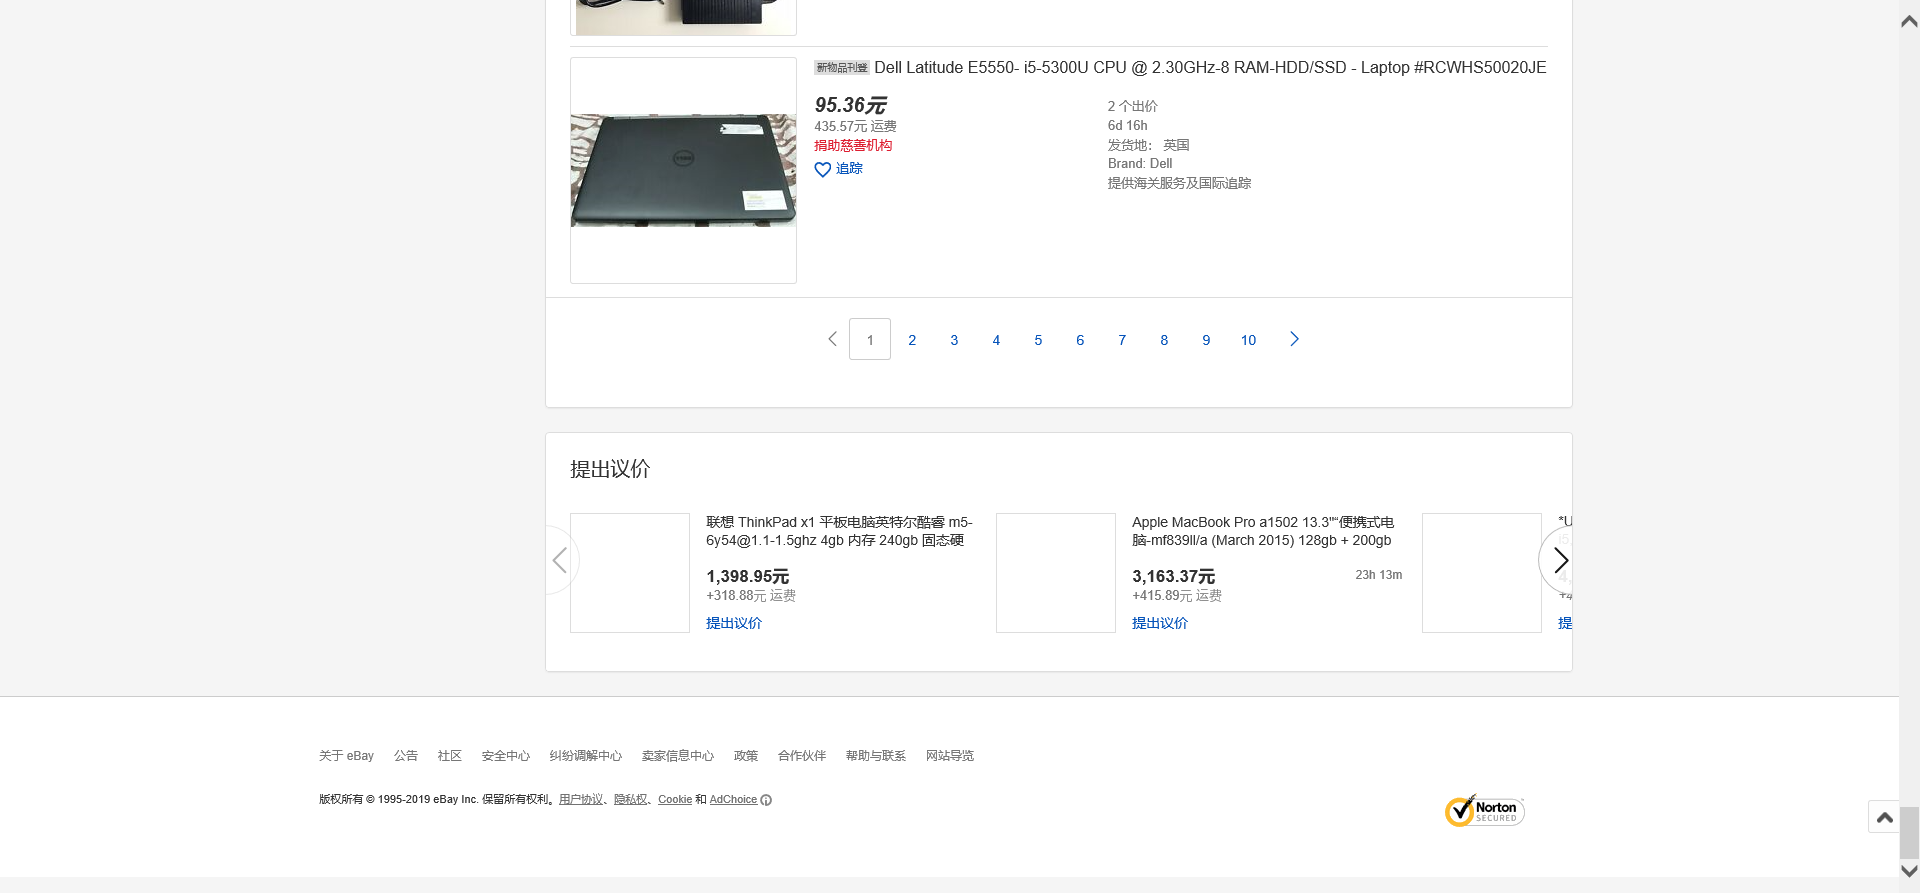 新物品刊登 Dell Latitude E5550- i5-5300U CPU @ 2.30GHz-8 RAM-HDD/SSD - Laptop #RCWHS50020JE
95.36元
435.57元 运费
捐助慈善机构
追踪
2 个出价
6d 16h
发货地： 英国
Brand: Dell
提供海关服务及国际追踪
1 2 3 4 5 6 7 8 9 10
提出议价
联想 ThinkPad x1 平板电脑英特尔酷睿 m5-
6y54@1.1-1.5ghz 4gb 内存 240gb 固态硬
1,398.95元
+318.88元 运费
提出议价
Apple MacBook Pro a1502 13.3"“便携式电
脑-mf839ll/a (March 2015) 128gb + 200gb
3,163.37元
23h 13m
+415.89元 运费
提出议价
*U
i5
4,
提
关于 eBay 公告 社区 安全中心 纠纷调解中心 卖家信息中心 政策 合作伙伴 帮助与联系 网站导览
版权所有 © 1995-2019 eBay Inc. 保留所有权利。用户协议、隐私权、Cookie 和 AdChoice
Norton
SECURED